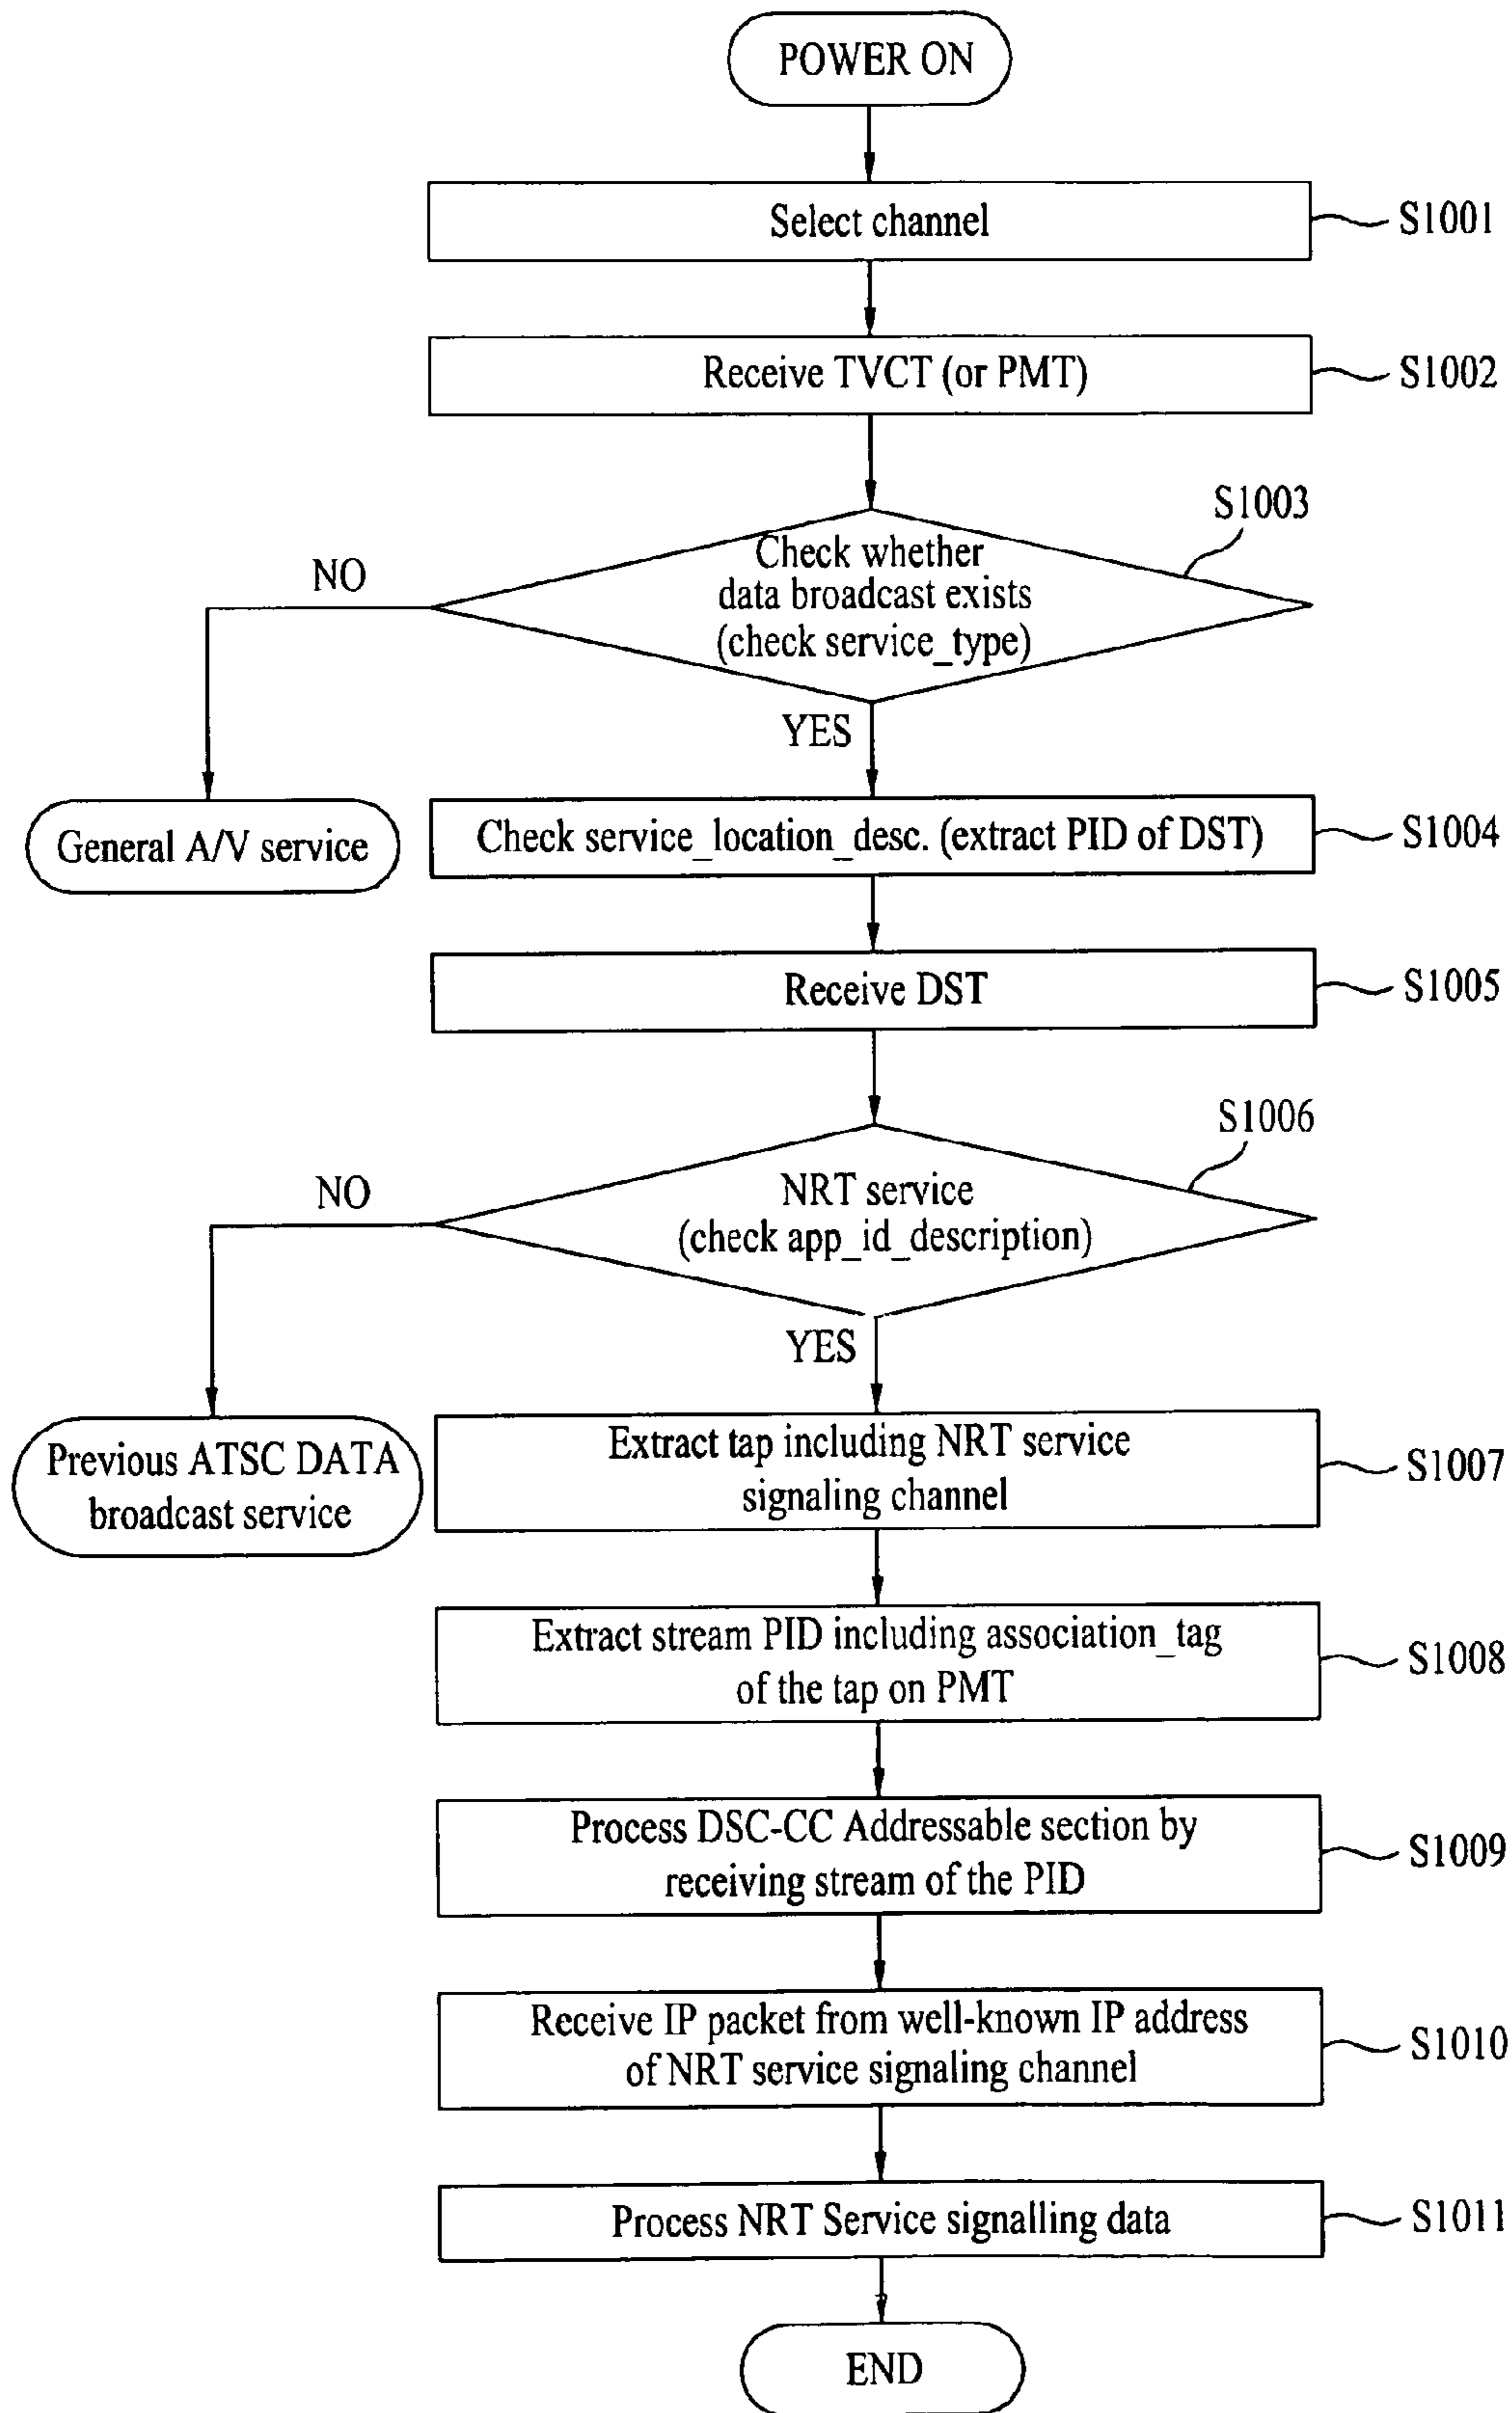 POWER ON
Select channel
S1001
Receive TVCT (or PMT)
S1002
S1003
Check whether
data broadcast exists
(check service_type)
NO
YES
General A/V service
Check service_location_desc. (extract PID of DST)
S1004
Receive DST
S1005
S1006
NRT service
(check app_id_description)
NO
YES
Previous ATSC DATA
broadcast service
Extract tap including NRT service
signaling channel
S1007
Extract stream PID including association_tag
of the tap on PMT
S1008
Process DSC-CC Addressable section by
receiving stream of the PID
S1009
Receive IP packet from well-known IP address
of NRT service signaling channel
S1010
Process NRT Service signalling data
S1011
END